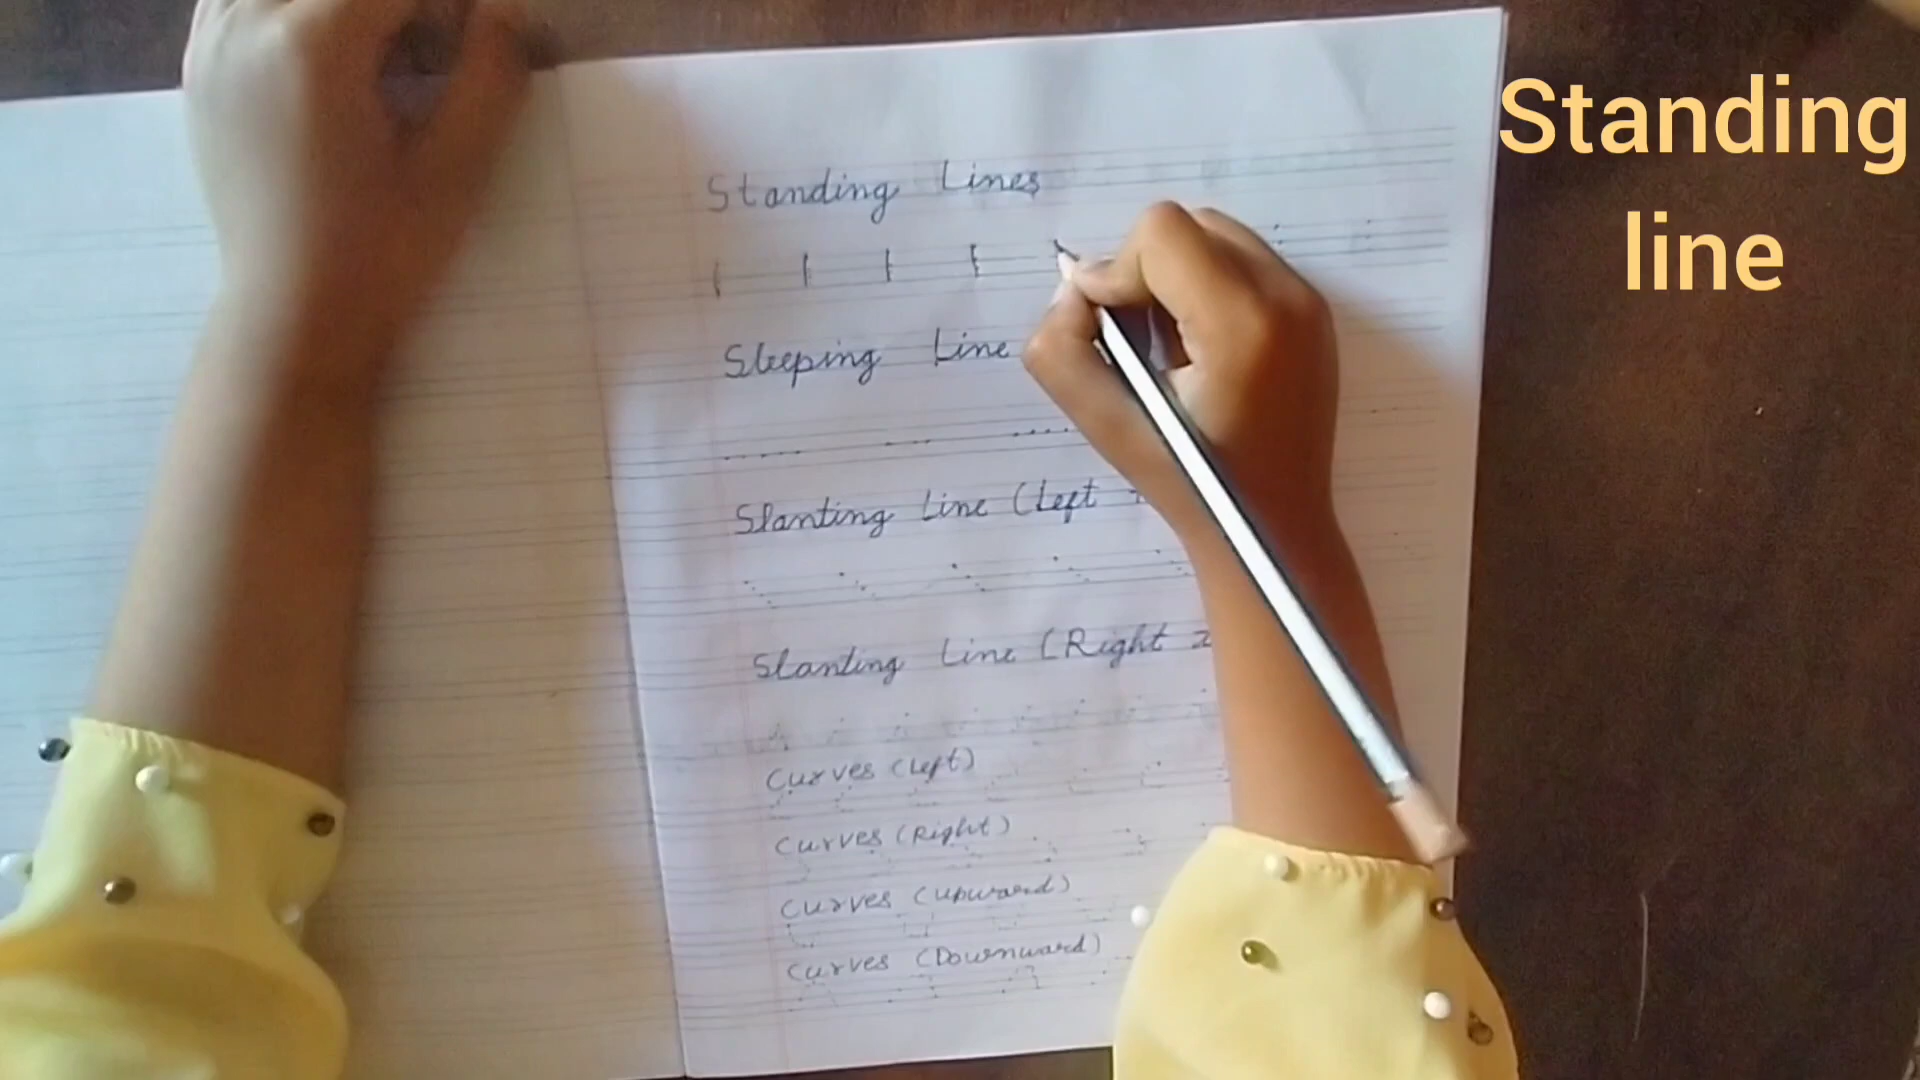 Standing Lines
Sleeping Line
Slanting Line (Left
Slanting Line (Right
Curves (Left)
Curves (Right)
Curves (Upward)
Curves (Downward)
Standing
line